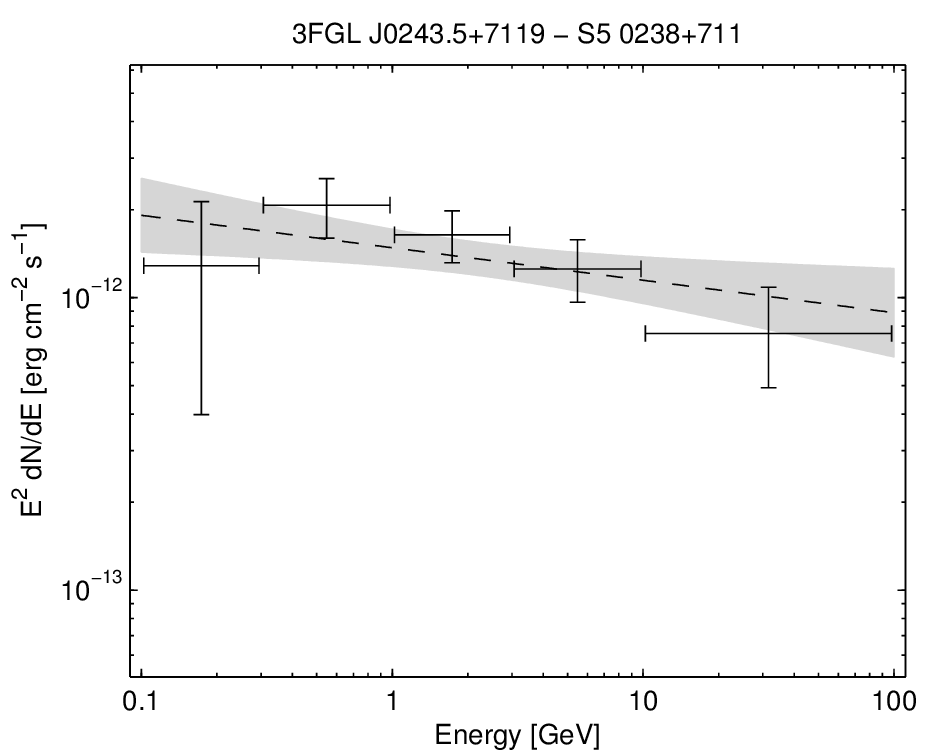 3FGL J0243.5+7119 − S5 0238+711
E² dN/dE [erg cm⁻² s⁻¹]
10⁻¹²
10⁻¹³
0.1 1 10 100
Energy [GeV]